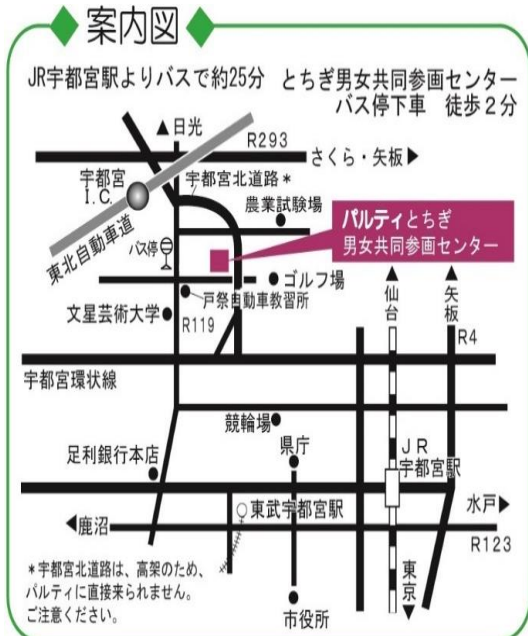 案内図
JR宇都宮駅よりバスで約25分　とちぎ男女共同参画センター
バス停下車　徒歩2分
▲日光
R293
さくら・矢板▶
宇都宮
I.C.
宇都宮北道路*
農業試験場
東北自動車道
バス停
パルティとちぎ
男女共同参画センター
ゴルフ場
戸祭自動車教習所
文星芸術大学
R119
▲仙台
▲矢板
R4
宇都宮環状線
競輪場
足利銀行本店
県庁
JR
宇都宮駅
東武宇都宮駅
水戸▶
◀鹿沼
R123
*宇都宮北道路は、高架のため、
パルティに直接来られません。
ご注意ください。
市役所
東京▼